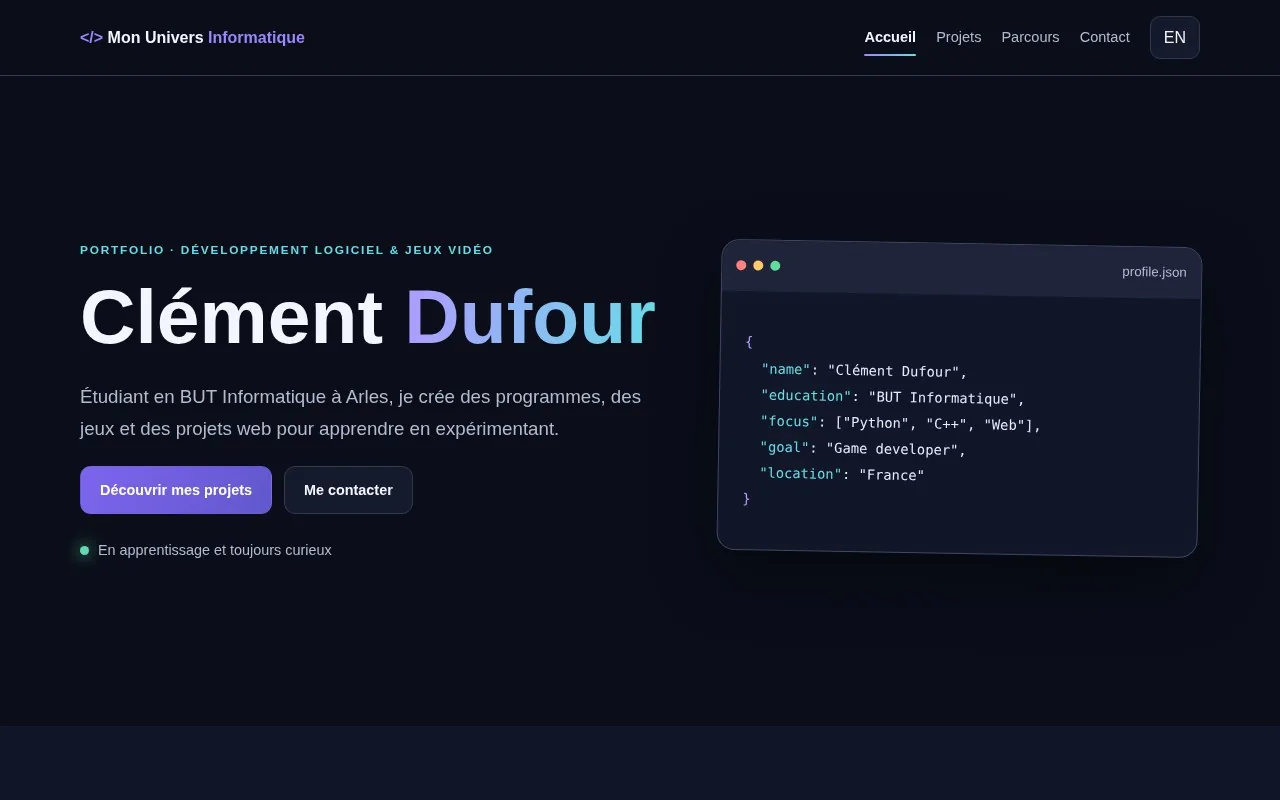 </> Mon Univers Informatique
Accueil Projets Parcours Contact EN
PORTFOLIO · DÉVELOPPEMENT LOGICIEL & JEUX VIDÉO
Clément Dufour
Étudiant en BUT Informatique à Arles, je crée des programmes, des
jeux et des projets web pour apprendre en expérimentant.
Découvrir mes projets
Me contacter
En apprentissage et toujours curieux
profile.json
{
"name": "Clément Dufour",
"education": "BUT Informatique",
"focus": ["Python", "C++", "Web"],
"goal": "Game developer",
"location": "France"
}